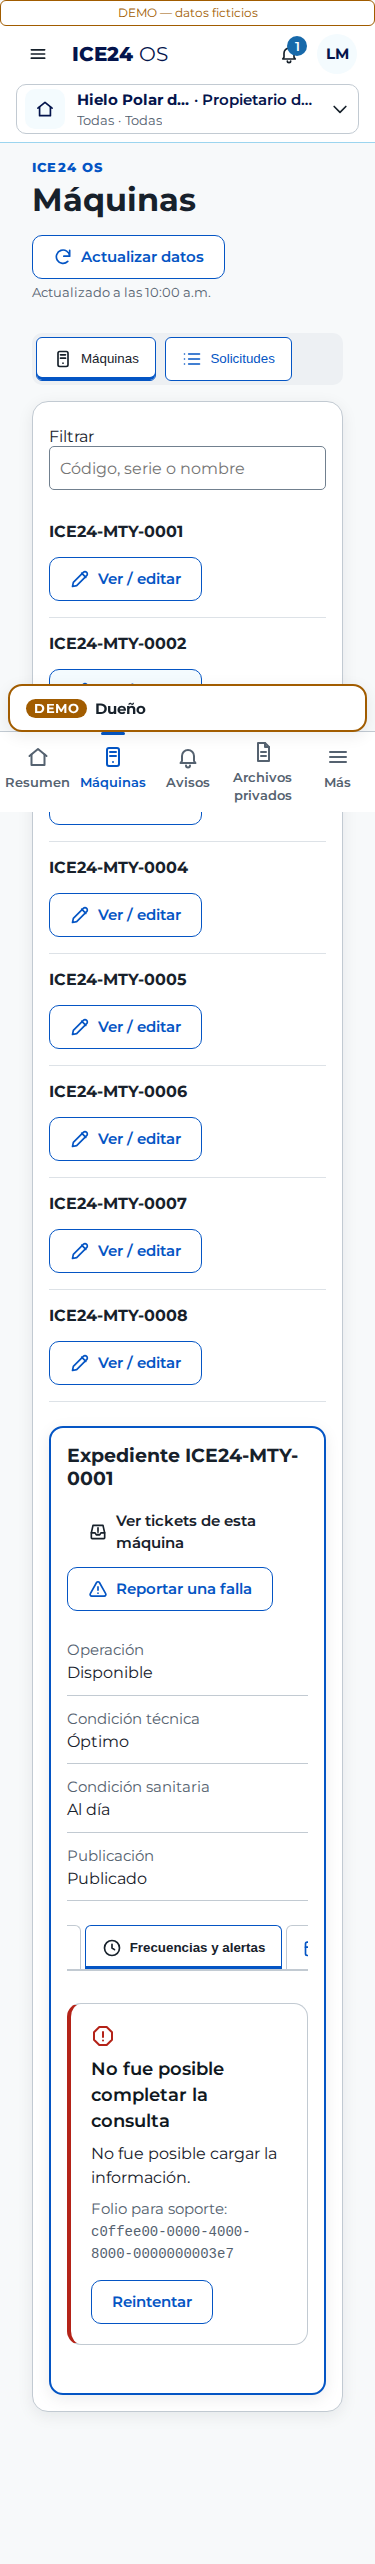 DEMO — datos ficticios
ICE24 OS
1
LM
Hielo Polar d... · Propietario d...
Todas · Todas
ICE24 OS
Máquinas
Actualizar datos
Actualizado a las 10:00 a.m.
Máquinas
Solicitudes
Filtrar
Código, serie o nombre
ICE24-MTY-0001
Ver / editar
ICE24-MTY-0002
DEMO Dueño
Resumen
Máquinas
Avisos
Archivos privados
Más
ICE24-MTY-0004
Ver / editar
ICE24-MTY-0005
Ver / editar
ICE24-MTY-0006
Ver / editar
ICE24-MTY-0007
Ver / editar
ICE24-MTY-0008
Ver / editar
Expediente ICE24-MTY-
0001
Ver tickets de esta
máquina
Reportar una falla
Operación
Disponible
Condición técnica
Óptimo
Condición sanitaria
Al día
Publicación
Publicado
Frecuencias y alertas
No fue posible
completar la
consulta
No fue posible cargar la
información.
Folio para soporte:
c0ffee00-0000-4000-
8000-0000000003e7
Reintentar